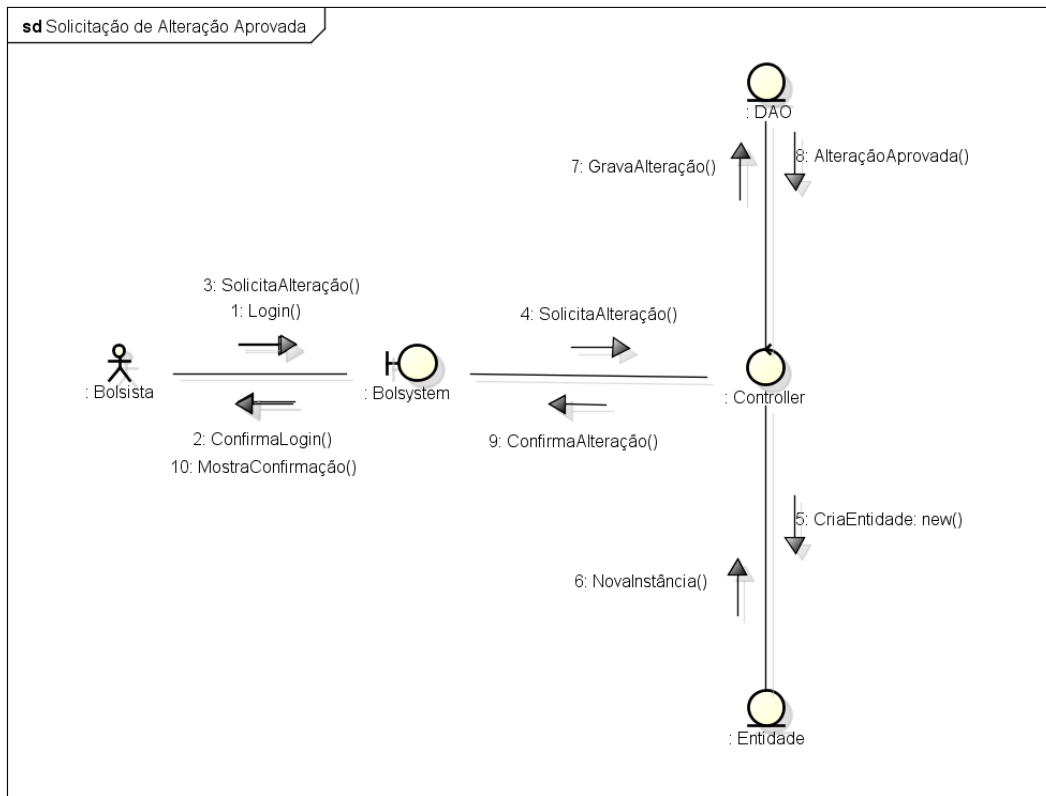 sd Solicitação de Alteração Aprovada
: DAO
7: GravaAlteração()
8: AlteraçãoAprovada()
3: SolicitaAlteração()
1: Login()
4: SolicitaAlteração()
: Bolsista
: Bolsystem
: Controller
2: ConfirmaLogin()
10: MostraConfirmação()
9: ConfirmaAlteração()
5: CriaEntidade: new()
6: NovaInstância()
: Entidade